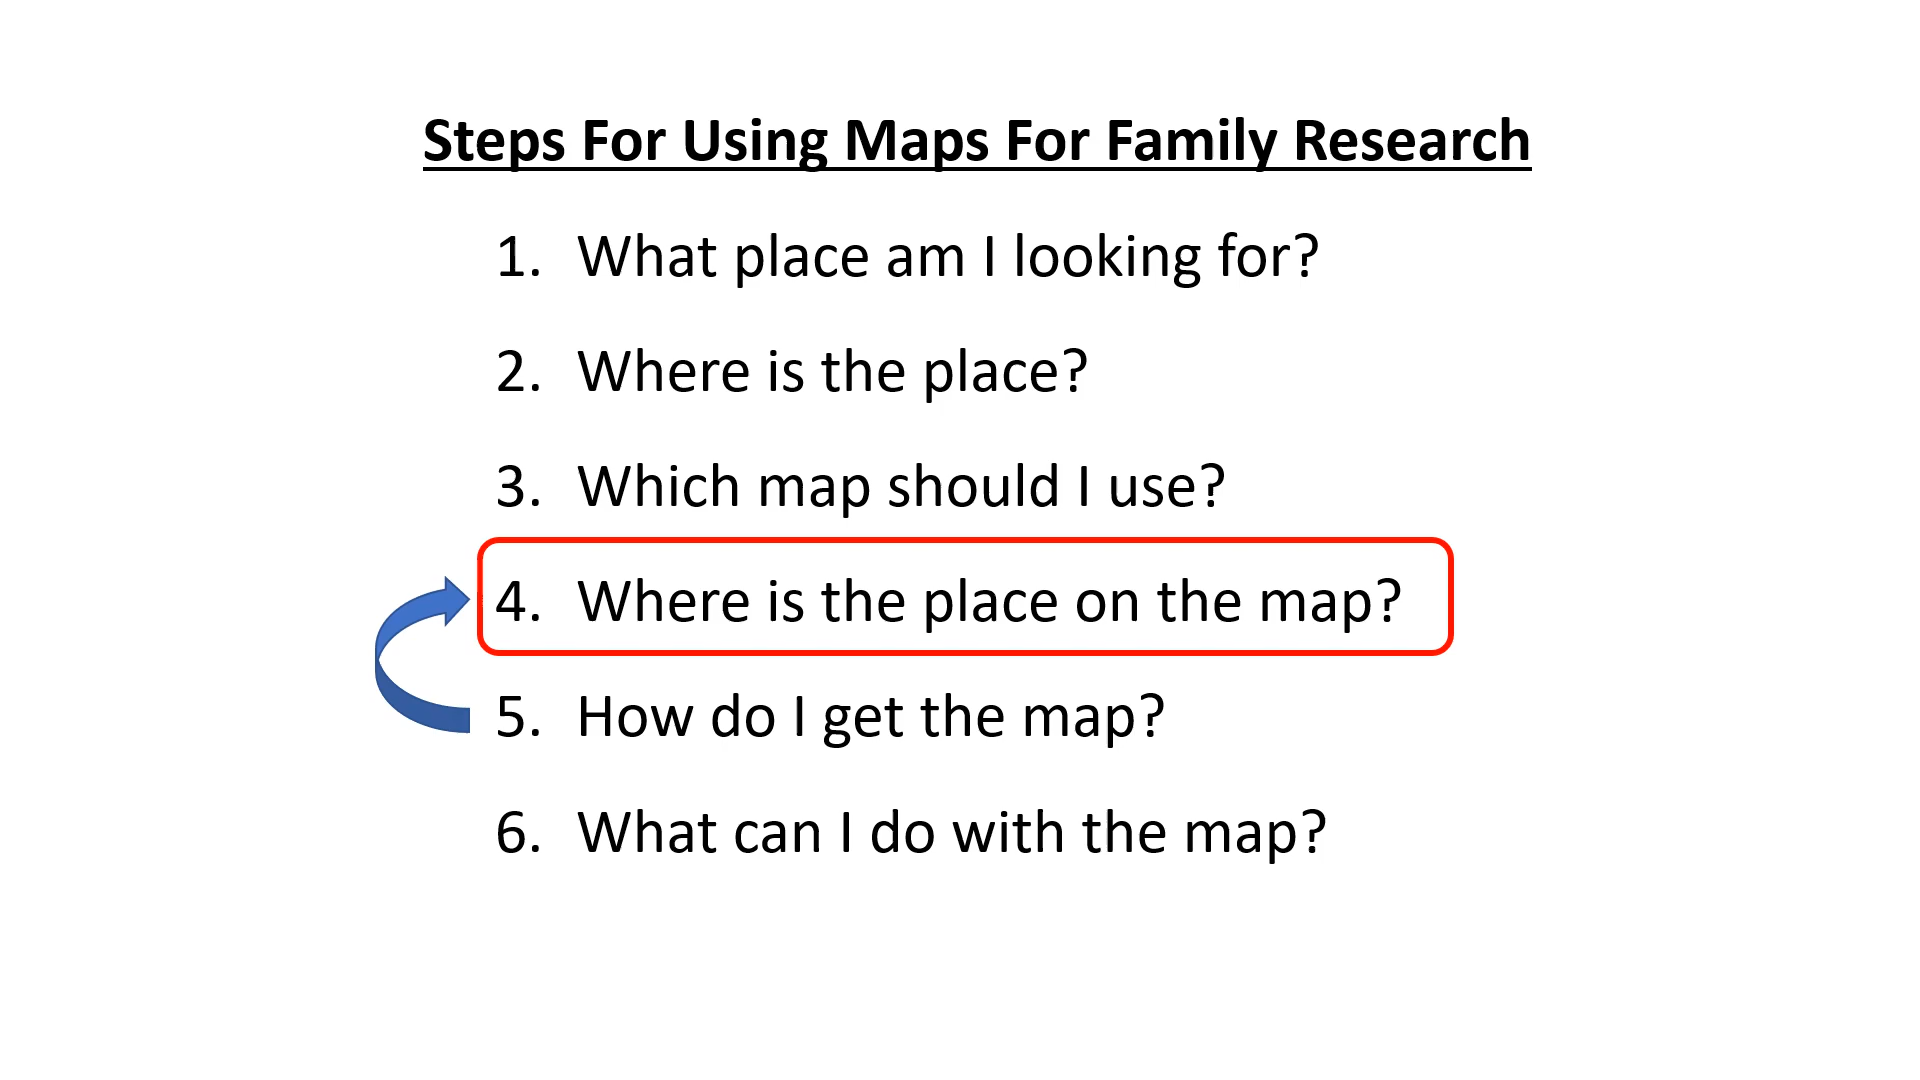 Steps For Using Maps For Family Research
1. What place am I looking for?
2. Where is the place?
3. Which map should I use?
4. Where is the place on the map?
5. How do I get the map?
6. What can I do with the map?